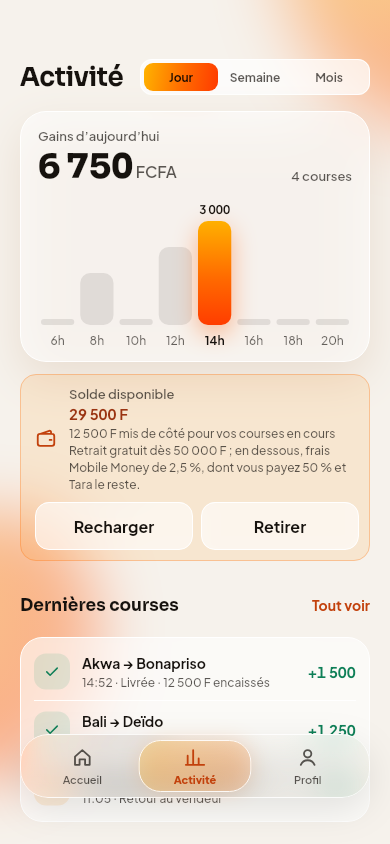 Activité
Jour
Semaine
Mois
Gains d’aujourd’hui
6 750 FCFA
4 courses
3 000
6h
8h
10h
12h
14h
16h
18h
20h
Solde disponible
29 500 F
12 500 F mis de côté pour vos courses en cours
Retrait gratuit dès 50 000 F ; en dessous, frais
Mobile Money de 2,5 %, dont vous payez 50 % et
Tara le reste.
Recharger
Retirer
Dernières courses
Tout voir
Akwa → Bonapriso
14:52 · Livrée · 12 500 F encaissés
+1 500
Bali → Deïdo
+1 250
Accueil
Activité
Profil
11:05 · Retour au vendeur